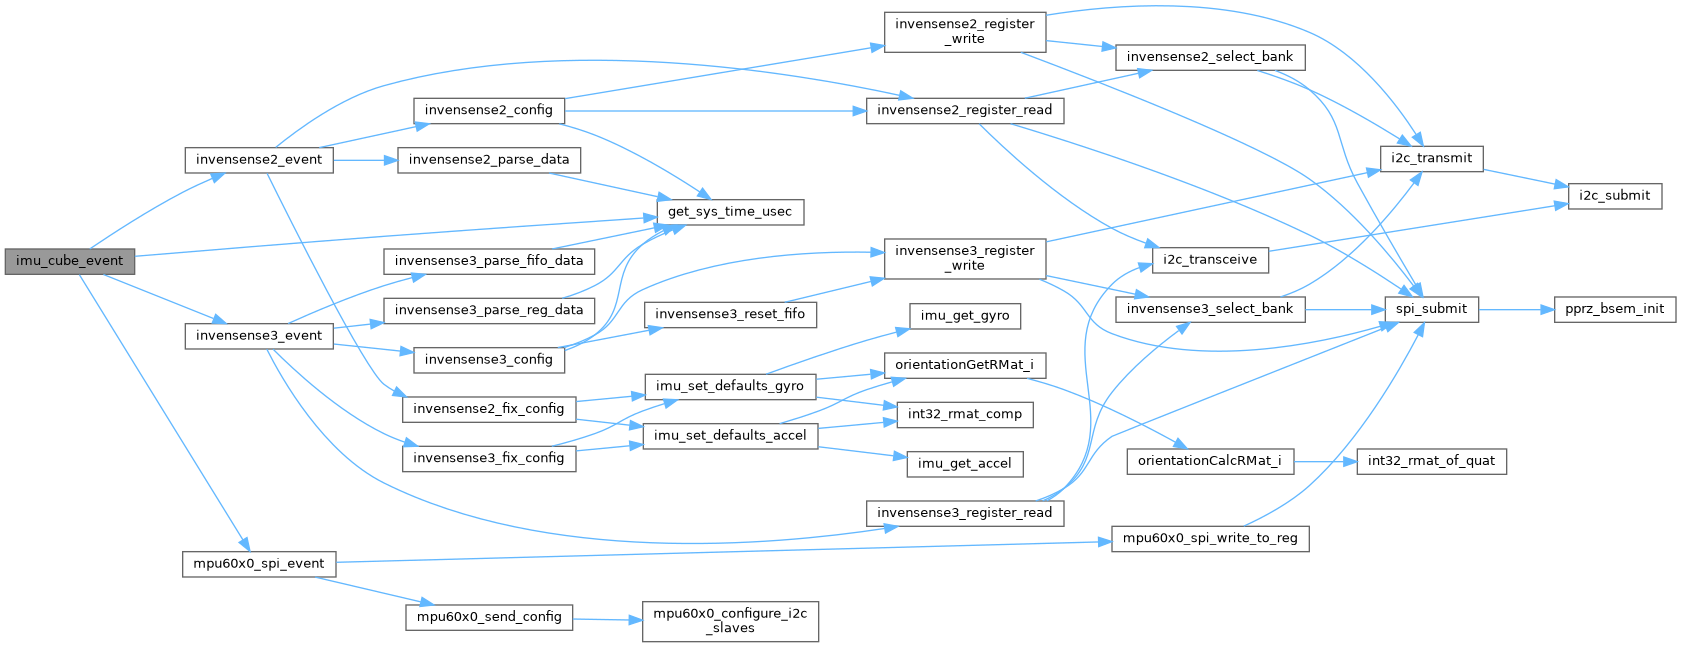 imu_cube_event
invensense2_event
invensense3_event
mpu60x0_spi_event
invensense2_config
invensense2_parse_data
invensense3_parse_fifo_data
invensense3_parse_reg_data
invensense3_config
invensense2_fix_config
invensense3_fix_config
mpu60x0_send_config
get_sys_time_usec
invensense3_reset_fifo
imu_set_defaults_gyro
imu_set_defaults_accel
mpu60x0_configure_i2c
_slaves
invensense2_register
_write
invensense2_register_read
invensense3_register
_write
imu_get_gyro
orientationGetRMat_i
int32_rmat_comp
imu_get_accel
invensense3_register_read
invensense2_select_bank
i2c_transceive
invensense3_select_bank
orientationCalcRMat_i
mpu60x0_spi_write_to_reg
i2c_transmit
spi_submit
int32_rmat_of_quat
i2c_submit
pprz_bsem_init